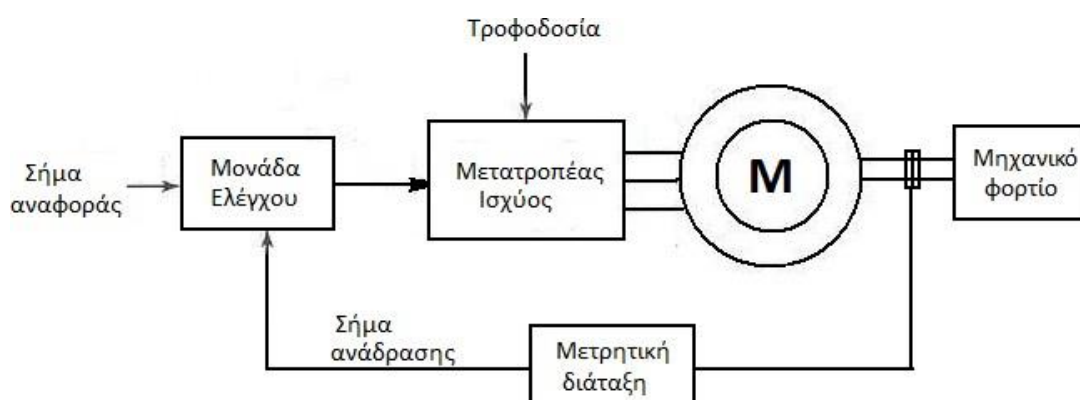 Τροφοδοσία
Σήμα
αναφοράς
Μονάδα
Ελέγχου
Μετατροπέας
Ισχύος
M
Μηχανικό
φορτίο
Σήμα
ανάδρασης
Μετρητική
διάταξη